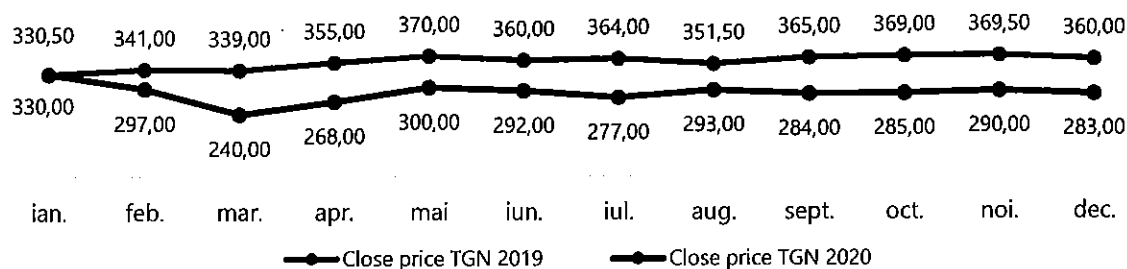 330,50 341,00 339,00 355,00 370,00 360,00 364,00 351,50 365,00 369,00 369,50 360,00
330,00 297,00 240,00 268,00 300,00 292,00 277,00 293,00 284,00 285,00 290,00 283,00
ian. feb. mar. apr. mai iun. iul. aug. sept. oct. noi. dec.
Close price TGN 2019 Close price TGN 2020